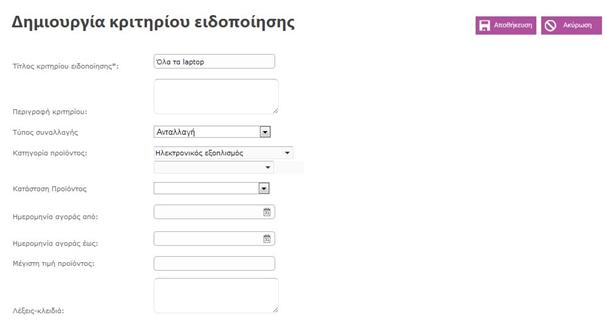 Δημιουργία κριτηρίου ειδοποίησης
Αποθήκευση
Ακύρωση
Τίτλος κριτηρίου ειδοποίησης*: Όλα τα laptop
Περιγραφή κριτηρίου:
Τύπος συναλλαγής Ανταλλαγή
Κατηγορία προϊόντος: Ηλεκτρονικός εξοπλισμός
Κατάσταση Προϊόντος
Ημερομηνία αγοράς από:
Ημερομηνία αγοράς έως:
Μέγιστη τιμή προϊόντος:
Λέξεις-κλειδιά: